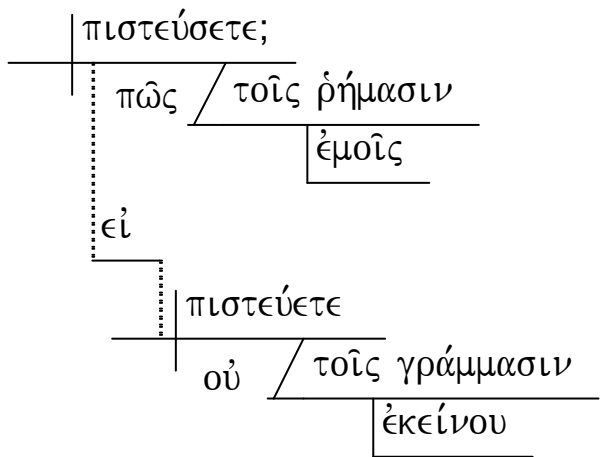 πιστεύσετε;
πῶς τοῖς ῥήμασιν
ἐμοῖς
εἰ
πιστεύετε
οὐ τοῖς γράμμασιν
ἐκείνου